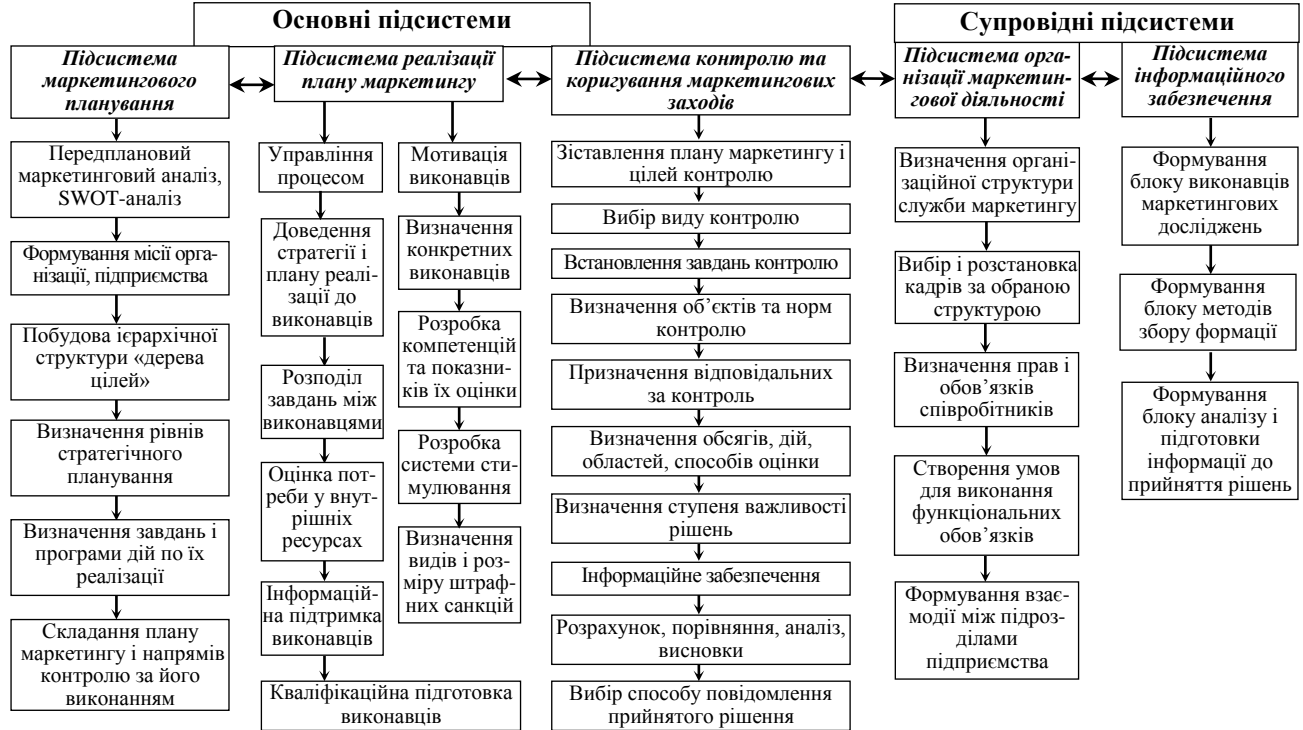 Основні підсистеми
Супровідні підсистеми
Підсистема
маркетингового
планування
Підсистема реалізації
плану маркетингу
Підсистема контролю та
коригування маркетингових
заходів
Підсистема орга-
нізації маркетин-
гової діяльності
Підсистема
інформаційного
забезпечення
Передплановий
маркетинговий аналіз,
SWOT-аналіз
Формування місії орга-
нізації, підприємства
Побудова ієрархічної
структури «дерева
цілей»
Визначення рівнів
стратегічного
планування
Визначення завдань і
програми дій по їх
реалізації
Складання плану
маркетингу і напрямів
контролю за його
виконанням
Управління
процесом
Доведення
стратегії і
плану реалі-
зації до
виконавців
Розподіл
завдань між
виконавцями
Оцінка пот-
реби у внут-
рішніх
ресурсах
Інформацій-
на підтримка
виконавців
Мотивація
виконавців
Визначення
конкретних
виконавців
Розробка
компетенцій
та показни-
ків їх оцінки
Розробка
системи сти-
мулювання
Визначення
видів і роз-
міру штраф-
них санкцій
Кваліфікаційна підготовка
виконавців
Зіставлення плану маркетингу і
цілей контролю
Вибір виду контролю
Встановлення завдань контролю
Визначення об’єктів та норм
контролю
Призначення відповідальних
за контроль
Визначення обсягів, дій,
областей, способів оцінки
Визначення ступеня важливості
рішень
Інформаційне забезпечення
Розрахунок, порівняння, аналіз,
висновки
Вибір способу повідомлення
прийнятого рішення
Визначення органі-
заційної структури
служби маркетингу
Вибір і розстановка
кадрів за обраною
структурою
Визначення прав і
обов’язків
співробітників
Створення умов
для виконання
функціональних
обов’язків
Формування взає-
модії між підроз-
ділами
підприємства
Формування
блоку виконавців
маркетингових
досліджень
Формування
блоку методів
збору формації
Формування
блоку аналізу і
підготовки
інформації до
прийняття рішень